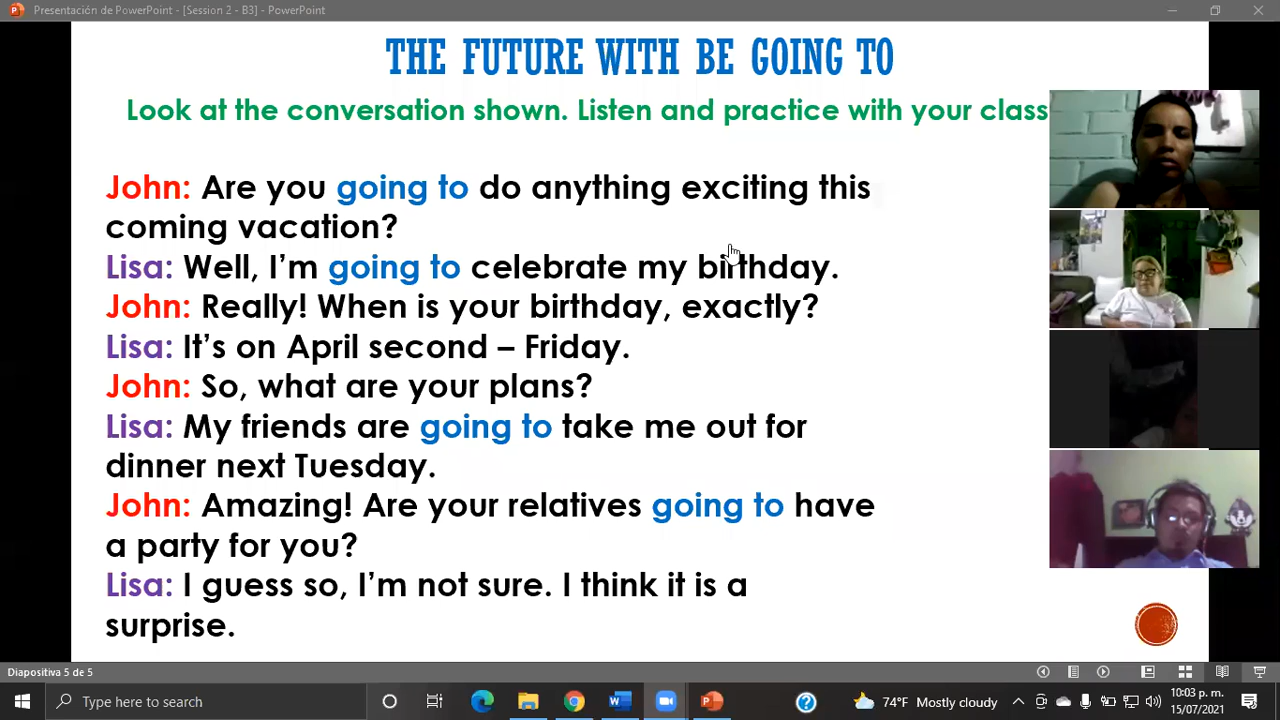 Presentación de PowerPoint - [Session 2 - B3] - PowerPoint
THE FUTURE WITH BE GOING TO
Look at the conversation shown. Listen and practice with your class
John: Are you going to do anything exciting this
coming vacation?
Lisa: Well, I’m going to celebrate my birthday.
John: Really! When is your birthday, exactly?
Lisa: It’s on April second – Friday.
John: So, what are your plans?
Lisa: My friends are going to take me out for
dinner next Tuesday.
John: Amazing! Are your relatives going to have
a party for you?
Lisa: I guess so, I’m not sure. I think it is a
surprise.
Diapositiva 5 de 5
Type here to search
74°F Mostly cloudy
10:03 p. m.
15/07/2021